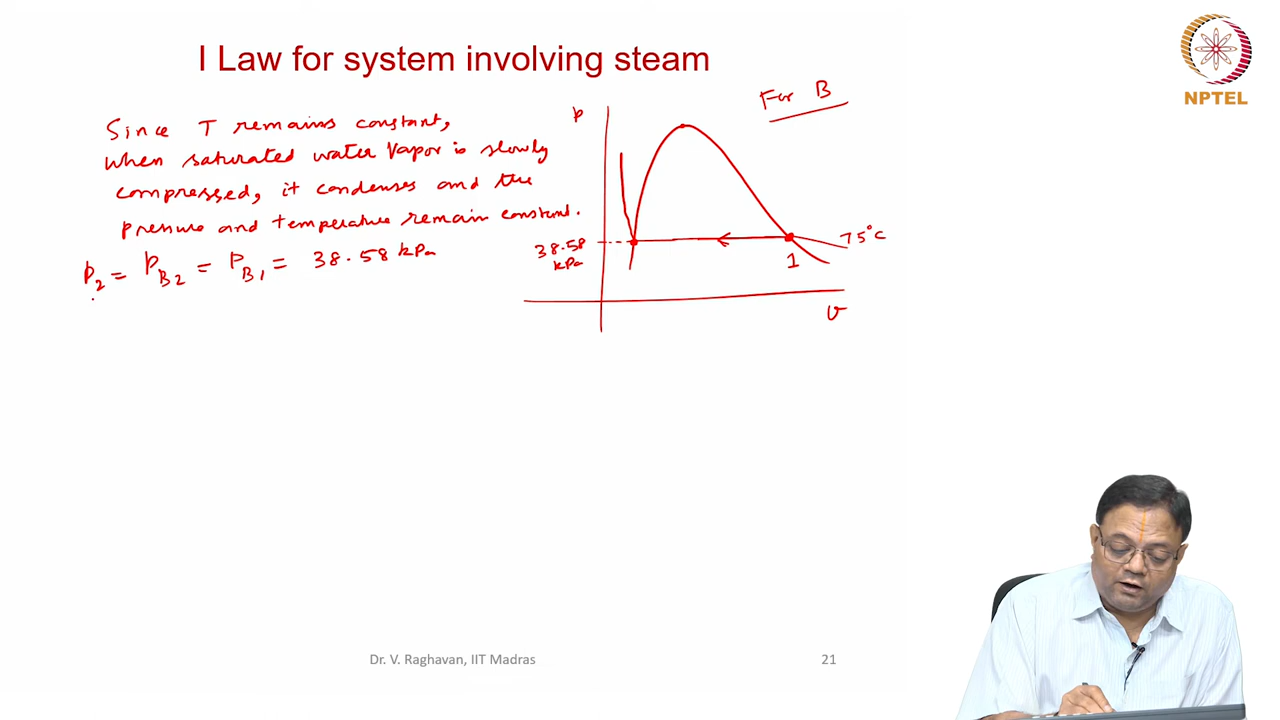 I Law for system involving steam
NPTEL
For B
Since T remains constant,
When saturated water vapor is slowly
compressed, it condenses and the
pressure and temperature remain constant.
p₂ = p_B₂ = p_B₁ = 38.58 kPa
p
38.58
kPa
75°C
1
v
Dr. V. Raghavan, IIT Madras
21